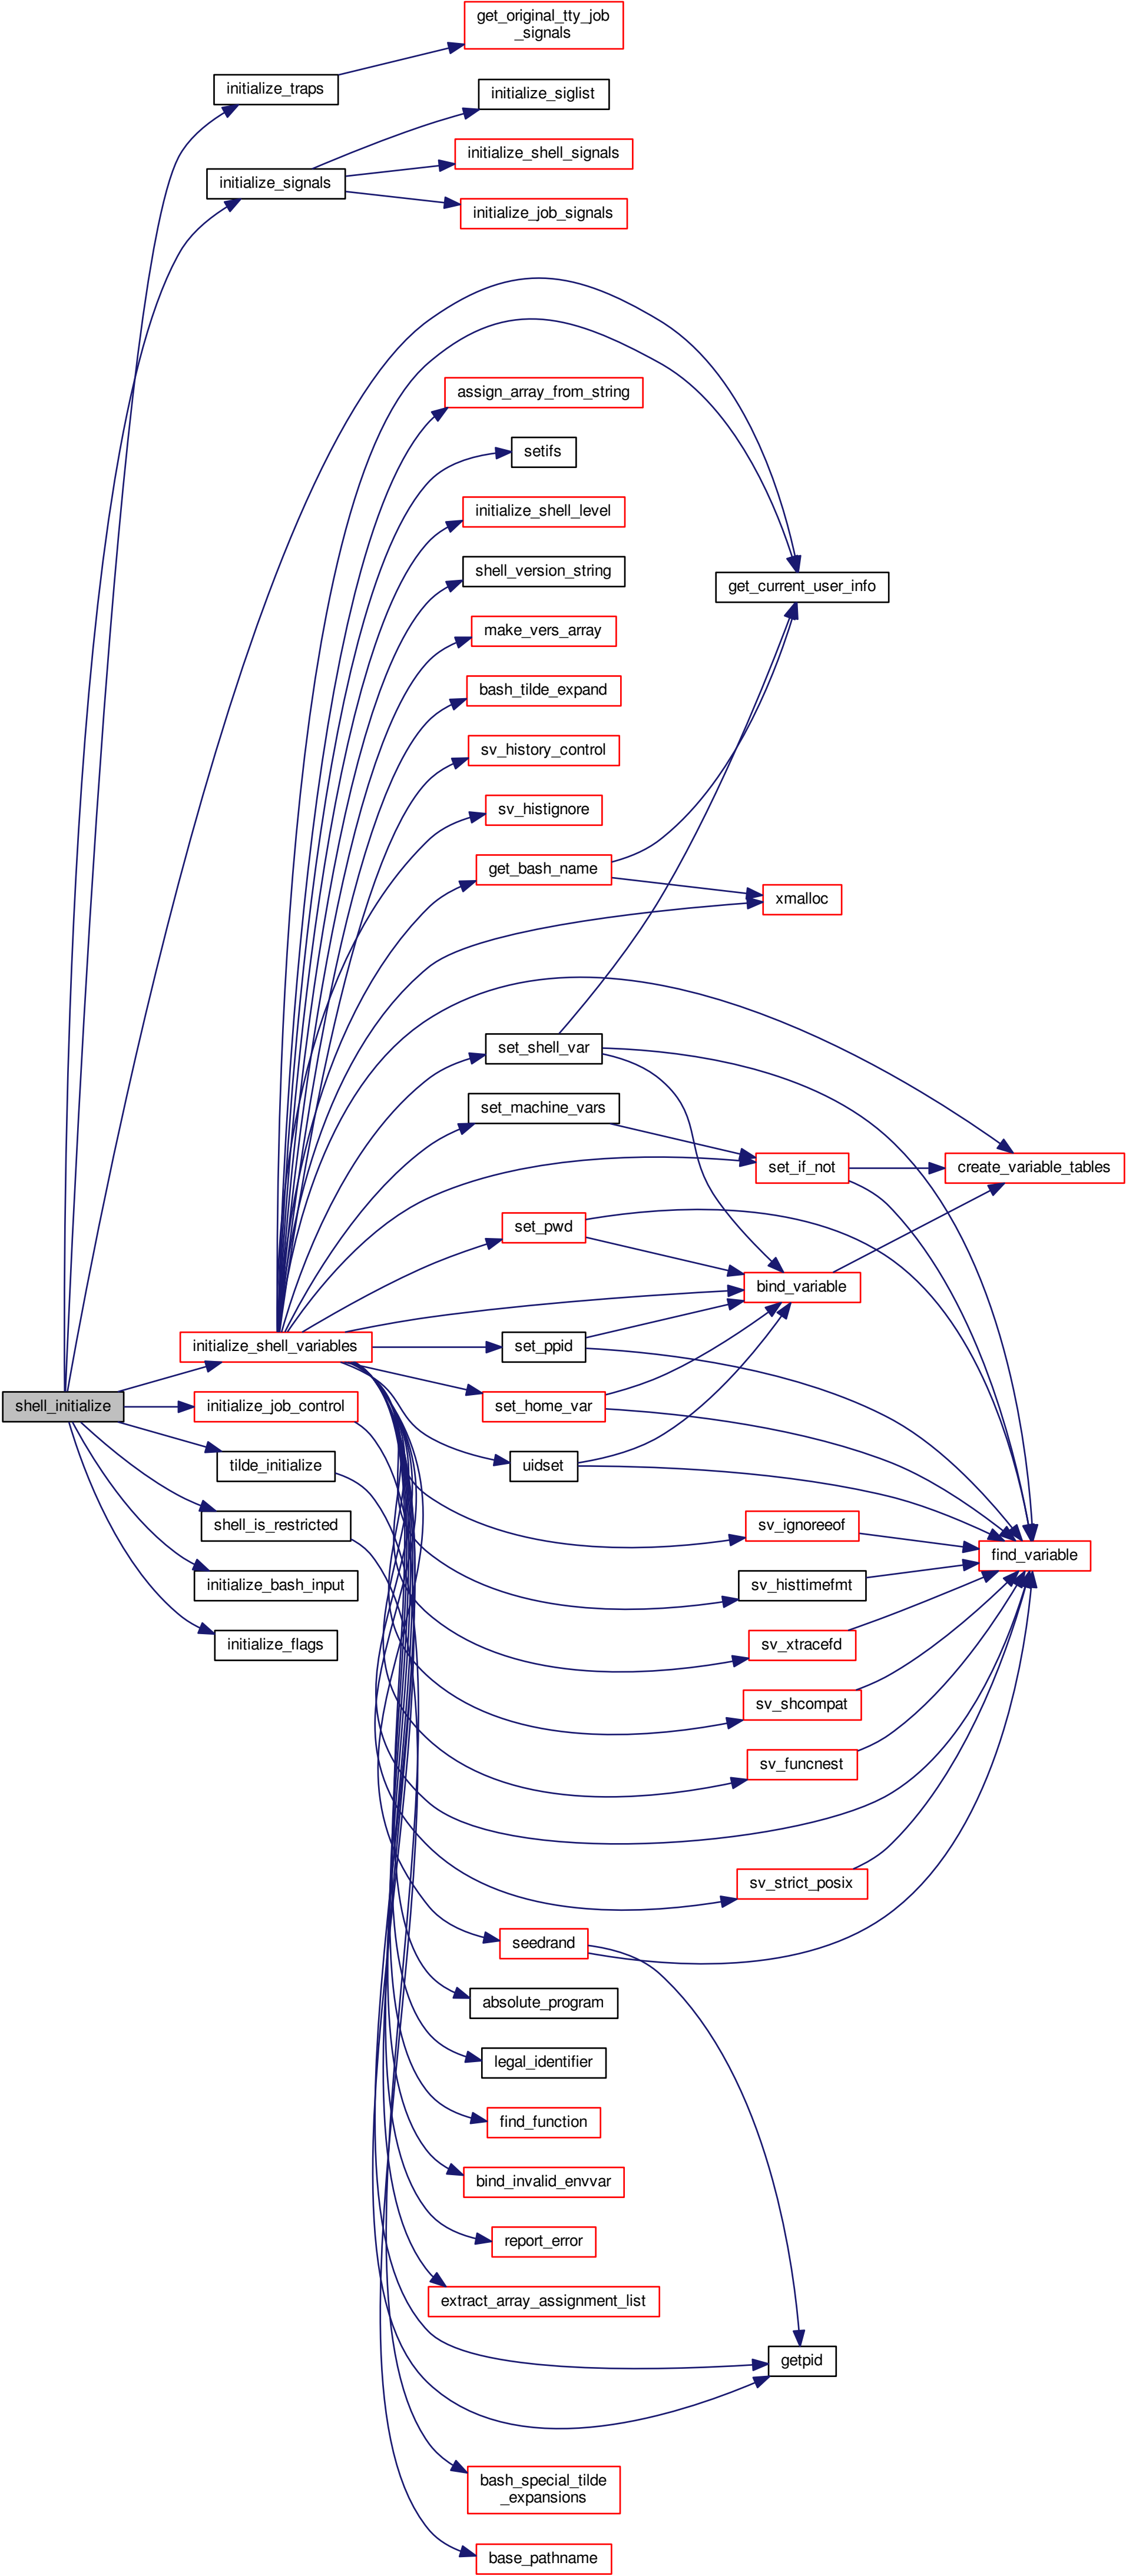 get_original_tty_job
_signals
initialize_traps
initialize_siglist
initialize_shell_signals
initialize_signals
initialize_job_signals
assign_array_from_string
setifs
initialize_shell_level
shell_version_string
get_current_user_info
make_vers_array
bash_tilde_expand
sv_history_control
sv_histignore
get_bash_name
xmalloc
set_shell_var
set_machine_vars
set_if_not
create_variable_tables
set_pwd
bind_variable
initialize_shell_variables
set_ppid
shell_initialize
initialize_job_control
set_home_var
tilde_initialize
uidset
shell_is_restricted
sv_ignoreeof
find_variable
initialize_bash_input
sv_histtimefmt
initialize_flags
sv_xtracefd
sv_shcompat
sv_funcnest
sv_strict_posix
seedrand
absolute_program
legal_identifier
find_function
bind_invalid_envvar
report_error
extract_array_assignment_list
getpid
bash_special_tilde
_expansions
base_pathname